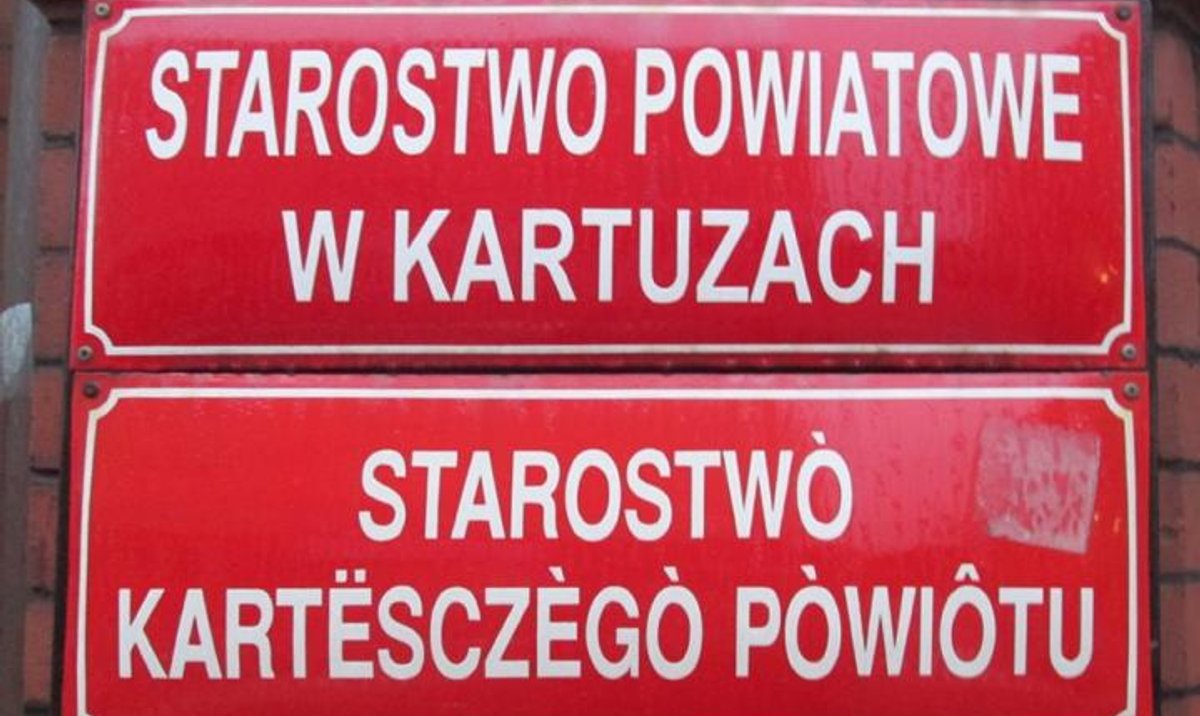 STAROSTWO POWIATOWE
W KARTUZACH
STAROSTWÒ
KARTËSCZÈGÒ PÒWIÔTU